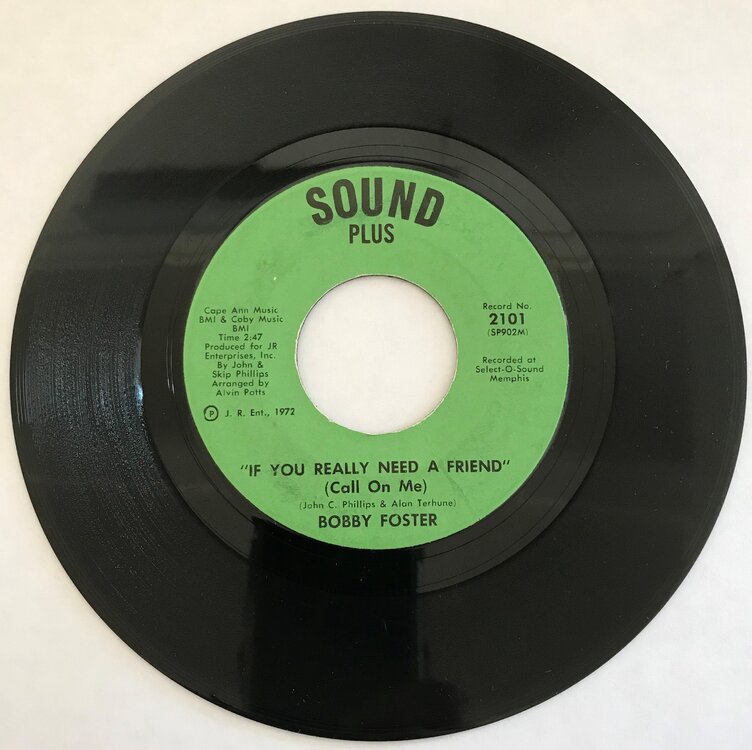 SOUND
PLUS
Cape Ann Music
BMI & Coby Music
BMI
Time 2:47
Produced for JR
Enterprises, Inc.
By John &
Skip Phillips
Arranged by
Alvin Potts
Ⓟ J. R. Ent., 1972
Record No.
2101
(SP902M)
Recorded at
Select-O-Sound
Memphis
"IF YOU REALLY NEED A FRIEND"
(Call On Me)
(John C. Phillips & Alan Terhune)
BOBBY FOSTER